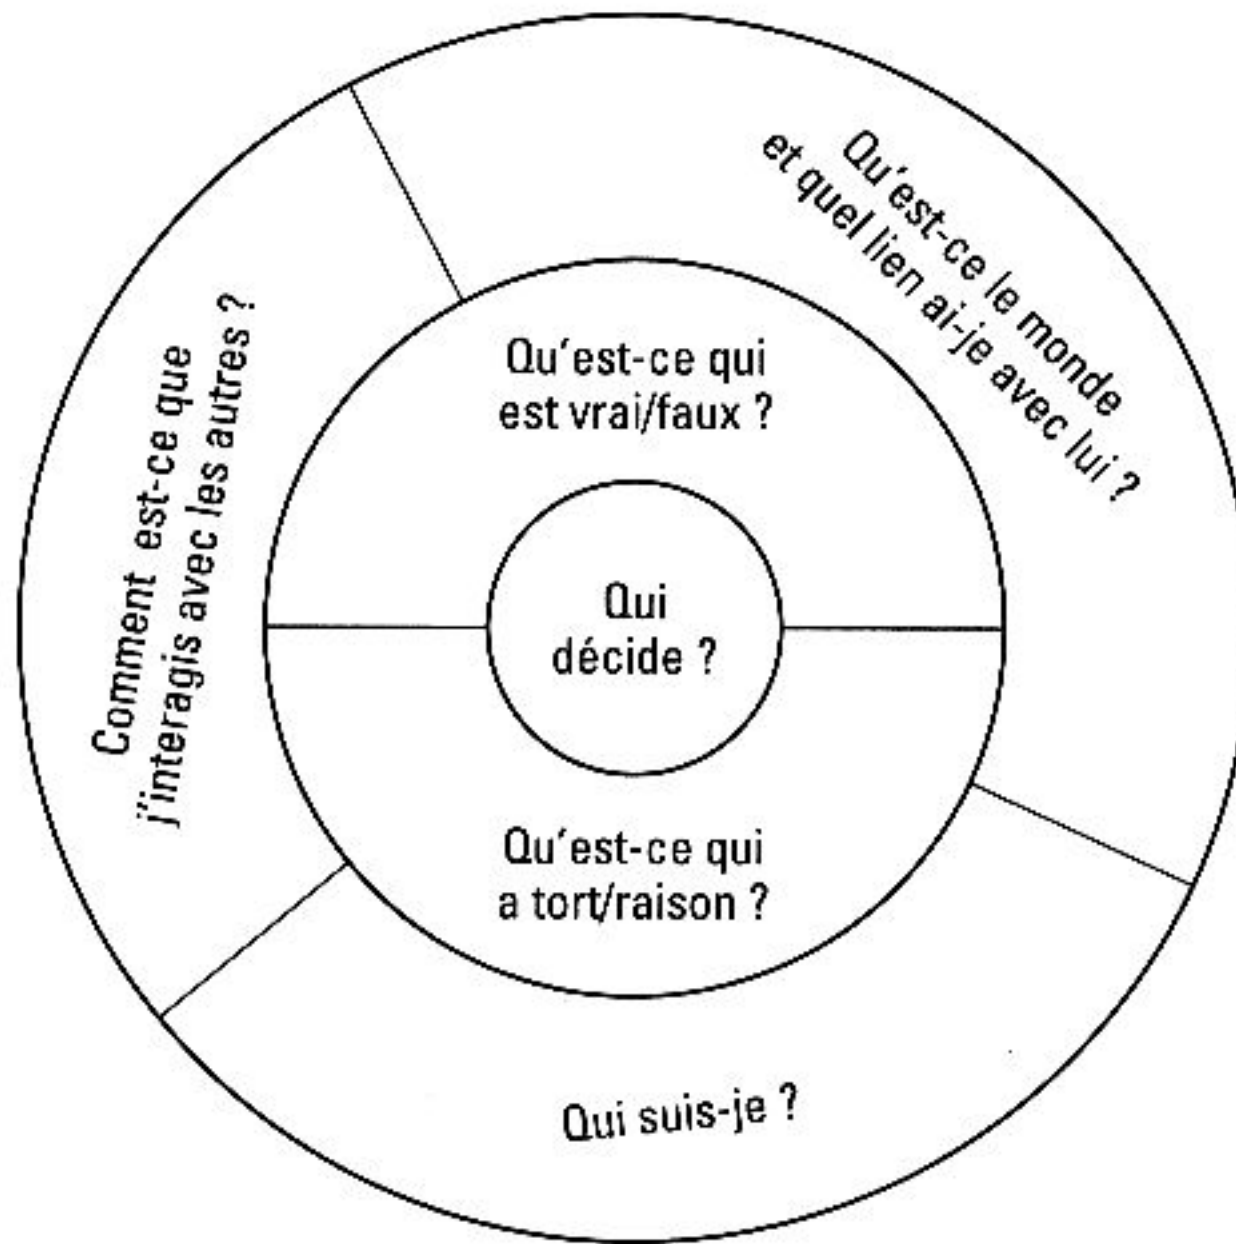 Qu'est-ce le monde
et quel lien ai-je avec lui ?
Comment est-ce que
j"interagis avec les autres ?
Qu'est-ce qui
est vrai/faux ?
Qui
décide ?
Qu'est-ce qui
a tort/raison ?
Qui suis-je ?